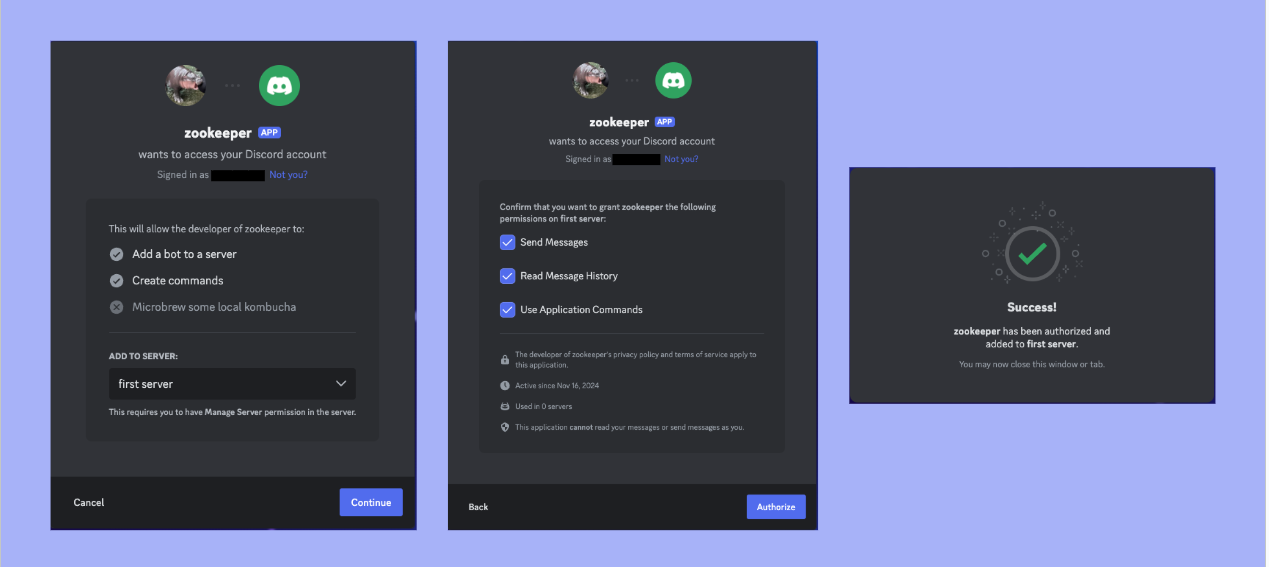 zookeeper APP
wants to access your Discord account
Signed in as Not you?
This will allow the developer of zookeeper to:
Add a bot to a server
Create commands
Microbrew some local kombucha
ADD TO SERVER:
first server
This requires you to have Manage Server permission in the server.
Cancel
Continue
zookeeper APP
wants to access your Discord account
Signed in as Not you?
Confirm that you want to grant zookeeper the following
permissions on first server:
Send Messages
Read Message History
Use Application Commands
The developer of zookeeper's privacy policy and terms of service apply to
this application.
Active since Nov 16, 2024
Used in 0 servers
This application cannot read your messages or send messages as you.
Back
Authorize
Success!
zookeeper has been authorized and
added to first server.
You may now close this window or tab.